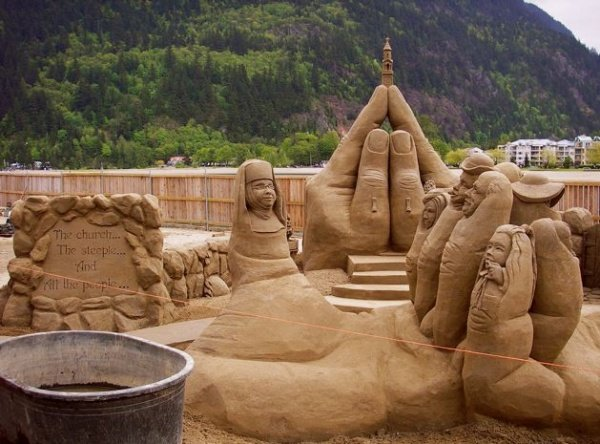 The church...
The steeple...
And
All the people...